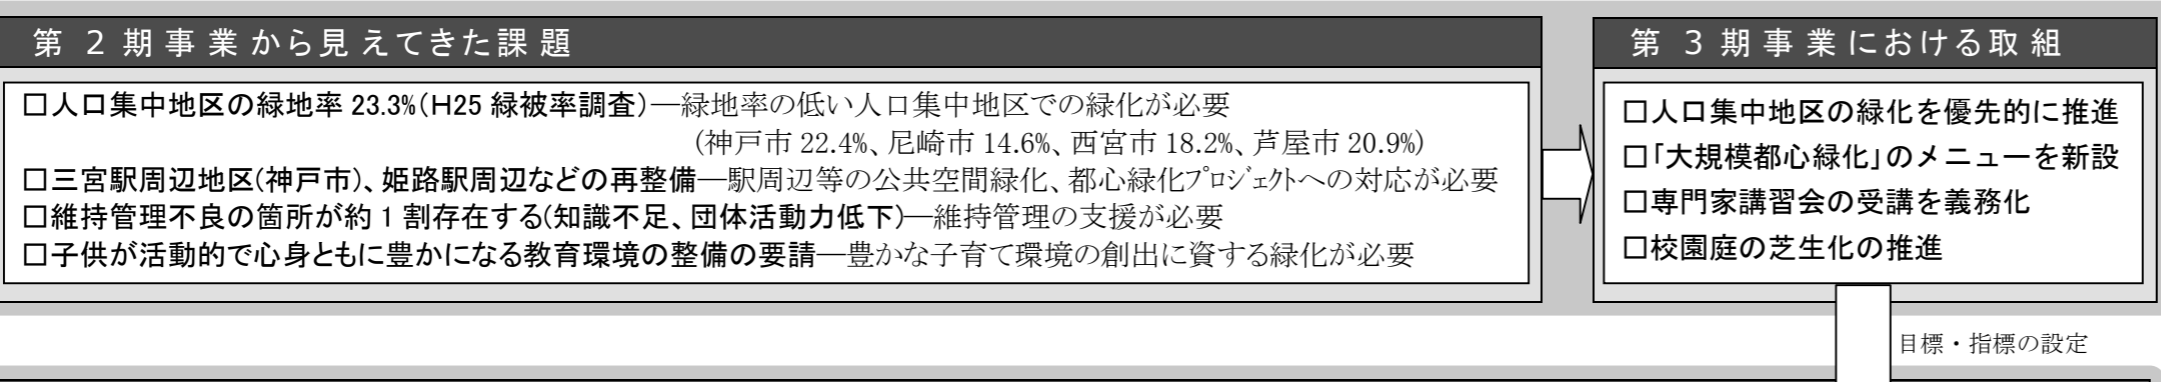 第2期事業から見えてきた課題
□人口集中地区の緑地率 23.3%(H25 緑被率調査)―緑地率の低い人口集中地区での緑化が必要
(神戸市 22.4%、尼崎市 14.6%、西宮市 18.2%、芦屋市 20.9%)
□三宮駅周辺地区(神戸市)、姫路駅周辺などの再整備―駅周辺等の公共空間緑化、都心緑化プロジェクトへの対応が必要
□維持管理不良の箇所が約1割存在する(知識不足、団体活動力低下)―維持管理の支援が必要
□子供が活動的で心身ともに豊かになる教育環境の整備の要請―豊かな子育て環境の創出に資する緑化が必要
第3期事業における取組
□人口集中地区の緑化を優先的に推進
□「大規模都心緑化」のメニューを新設
□専門家講習会の受講を義務化
□校園庭の芝生化の推進
目標・指標の設定